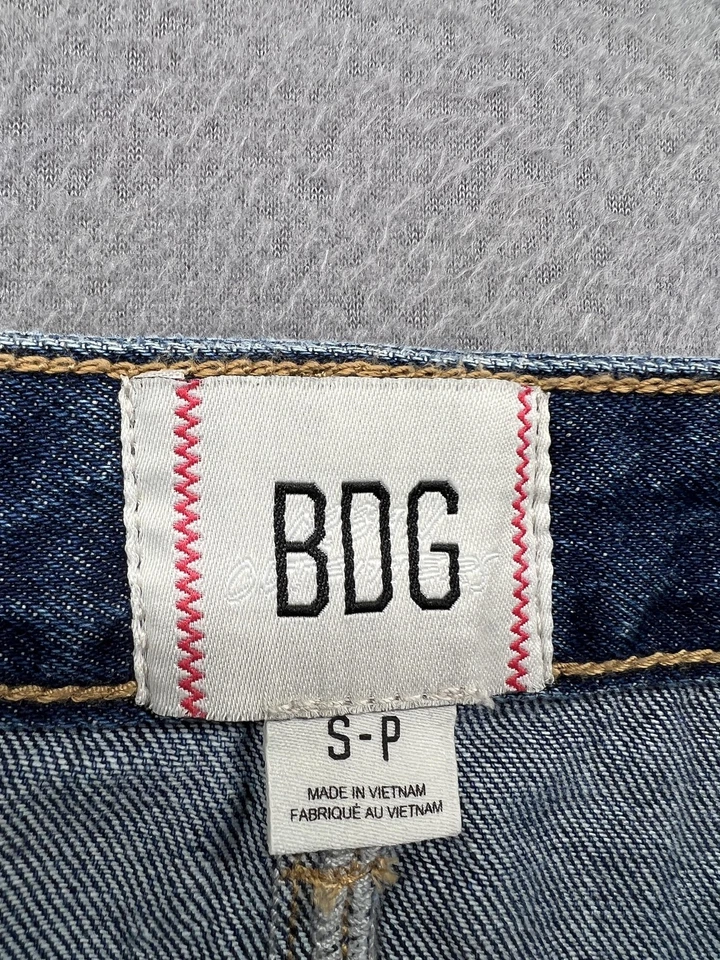 BDG
S-P
MADE IN VIETNAM
FABRIQUÉ AU VIETNAM